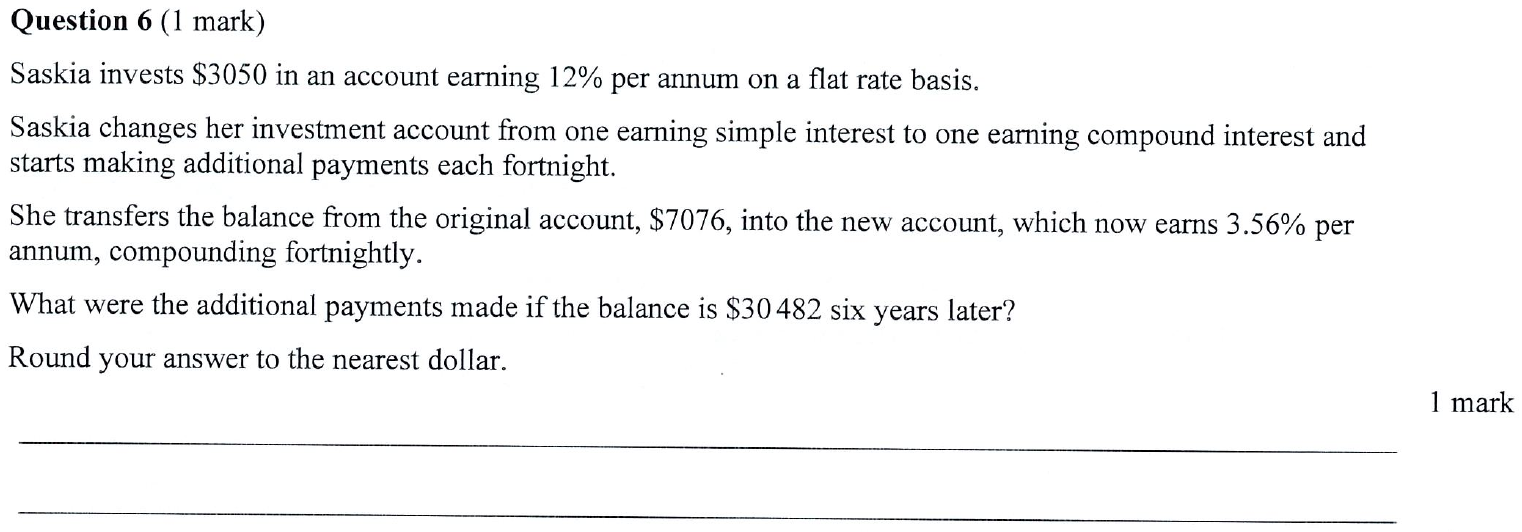 Question 6 (1 mark)
Saskia invests $3050 in an account earning 12% per annum on a flat rate basis.
Saskia changes her investment account from one earning simple interest to one earning compound interest and
starts making additional payments each fortnight.
She transfers the balance from the original account, $7076, into the new account, which now earns 3.56% per
annum, compounding fortnightly.
What were the additional payments made if the balance is $30 482 six years later?
Round your answer to the nearest dollar.
1 mark